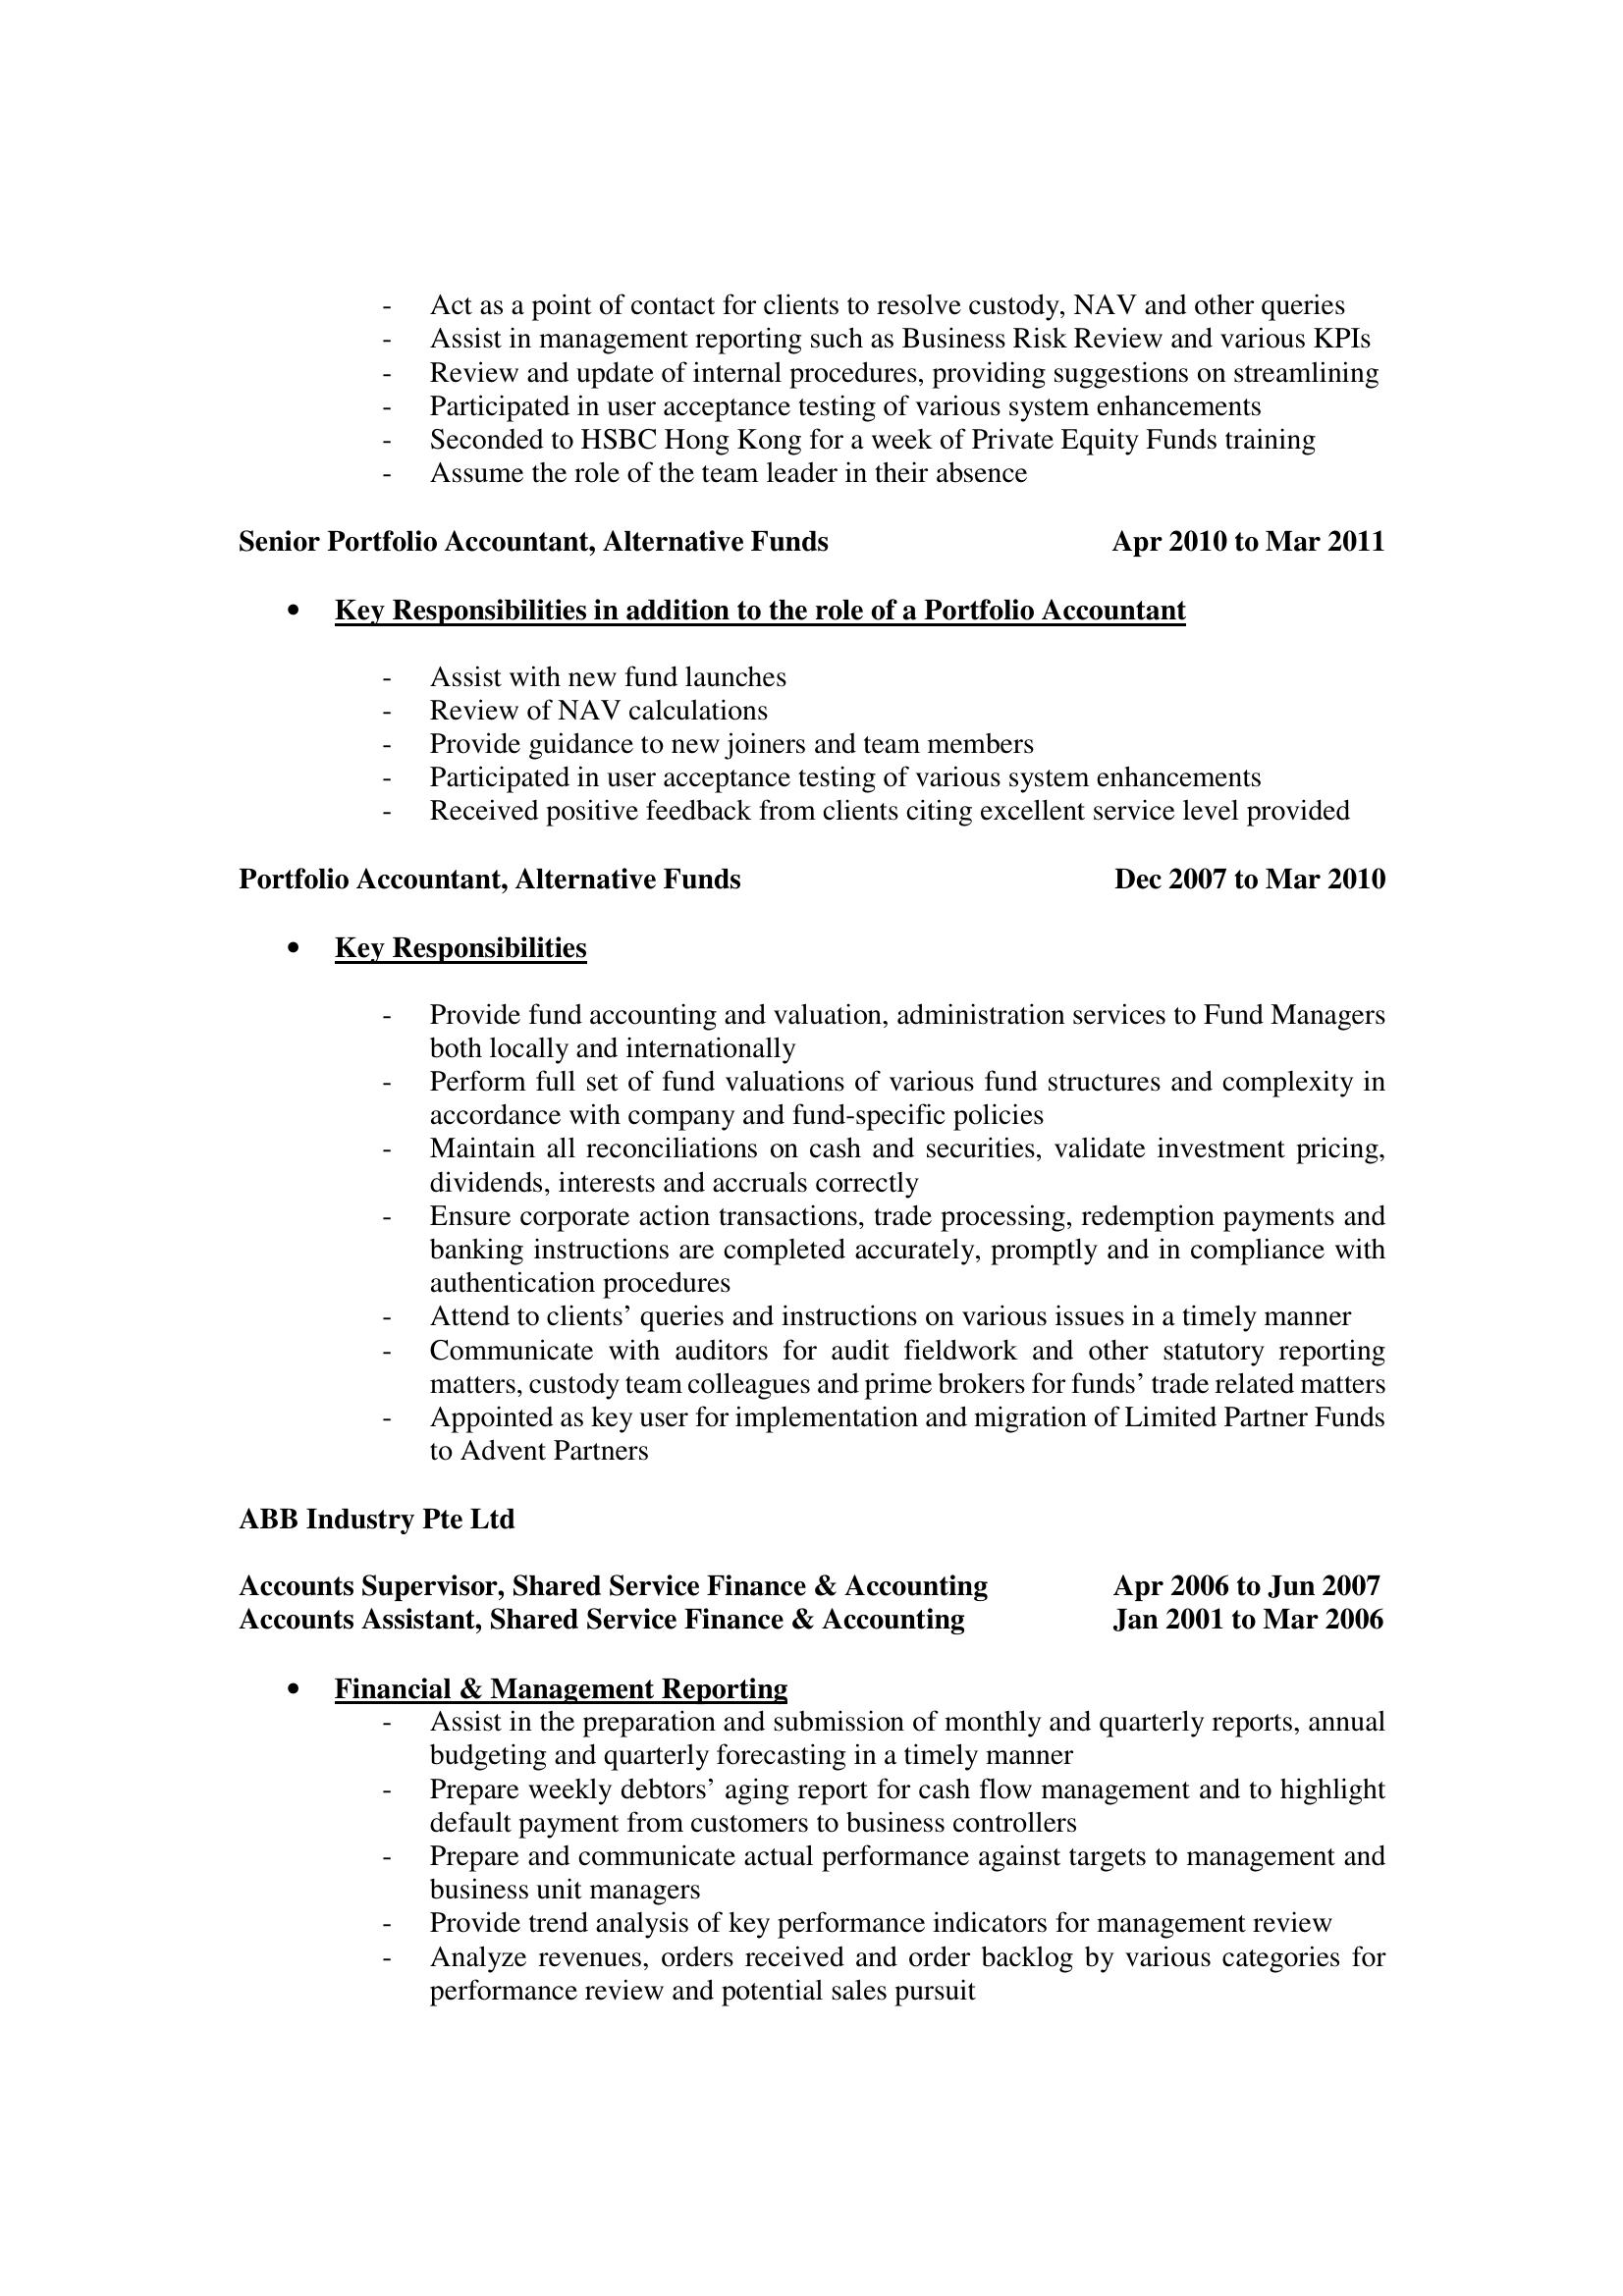 - Act as a point of contact for clients to resolve custody, NAV and other queries
- Assist in management reporting such as Business Risk Review and various KPIs
- Review and update of internal procedures, providing suggestions on streamlining
- Participated in user acceptance testing of various system enhancements
- Seconded to HSBC Hong Kong for a week of Private Equity Funds training
- Assume the role of the team leader in their absence
Senior Portfolio Accountant, Alternative Funds Apr 2010 to Mar 2011
• Key Responsibilities in addition to the role of a Portfolio Accountant
- Assist with new fund launches
- Review of NAV calculations
- Provide guidance to new joiners and team members
- Participated in user acceptance testing of various system enhancements
- Received positive feedback from clients citing excellent service level provided
Portfolio Accountant, Alternative Funds Dec 2007 to Mar 2010
• Key Responsibilities
- Provide fund accounting and valuation, administration services to Fund Managers
both locally and internationally
- Perform full set of fund valuations of various fund structures and complexity in
accordance with company and fund-specific policies
- Maintain all reconciliations on cash and securities, validate investment pricing,
dividends, interests and accruals correctly
- Ensure corporate action transactions, trade processing, redemption payments and
banking instructions are completed accurately, promptly and in compliance with
authentication procedures
- Attend to clients’ queries and instructions on various issues in a timely manner
- Communicate with auditors for audit fieldwork and other statutory reporting
matters, custody team colleagues and prime brokers for funds’ trade related matters
- Appointed as key user for implementation and migration of Limited Partner Funds
to Advent Partners
ABB Industry Pte Ltd
Accounts Supervisor, Shared Service Finance & Accounting Apr 2006 to Jun 2007
Accounts Assistant, Shared Service Finance & Accounting Jan 2001 to Mar 2006
• Financial & Management Reporting
- Assist in the preparation and submission of monthly and quarterly reports, annual
budgeting and quarterly forecasting in a timely manner
- Prepare weekly debtors’ aging report for cash flow management and to highlight
default payment from customers to business controllers
- Prepare and communicate actual performance against targets to management and
business unit managers
- Provide trend analysis of key performance indicators for management review
- Analyze revenues, orders received and order backlog by various categories for
performance review and potential sales pursuit